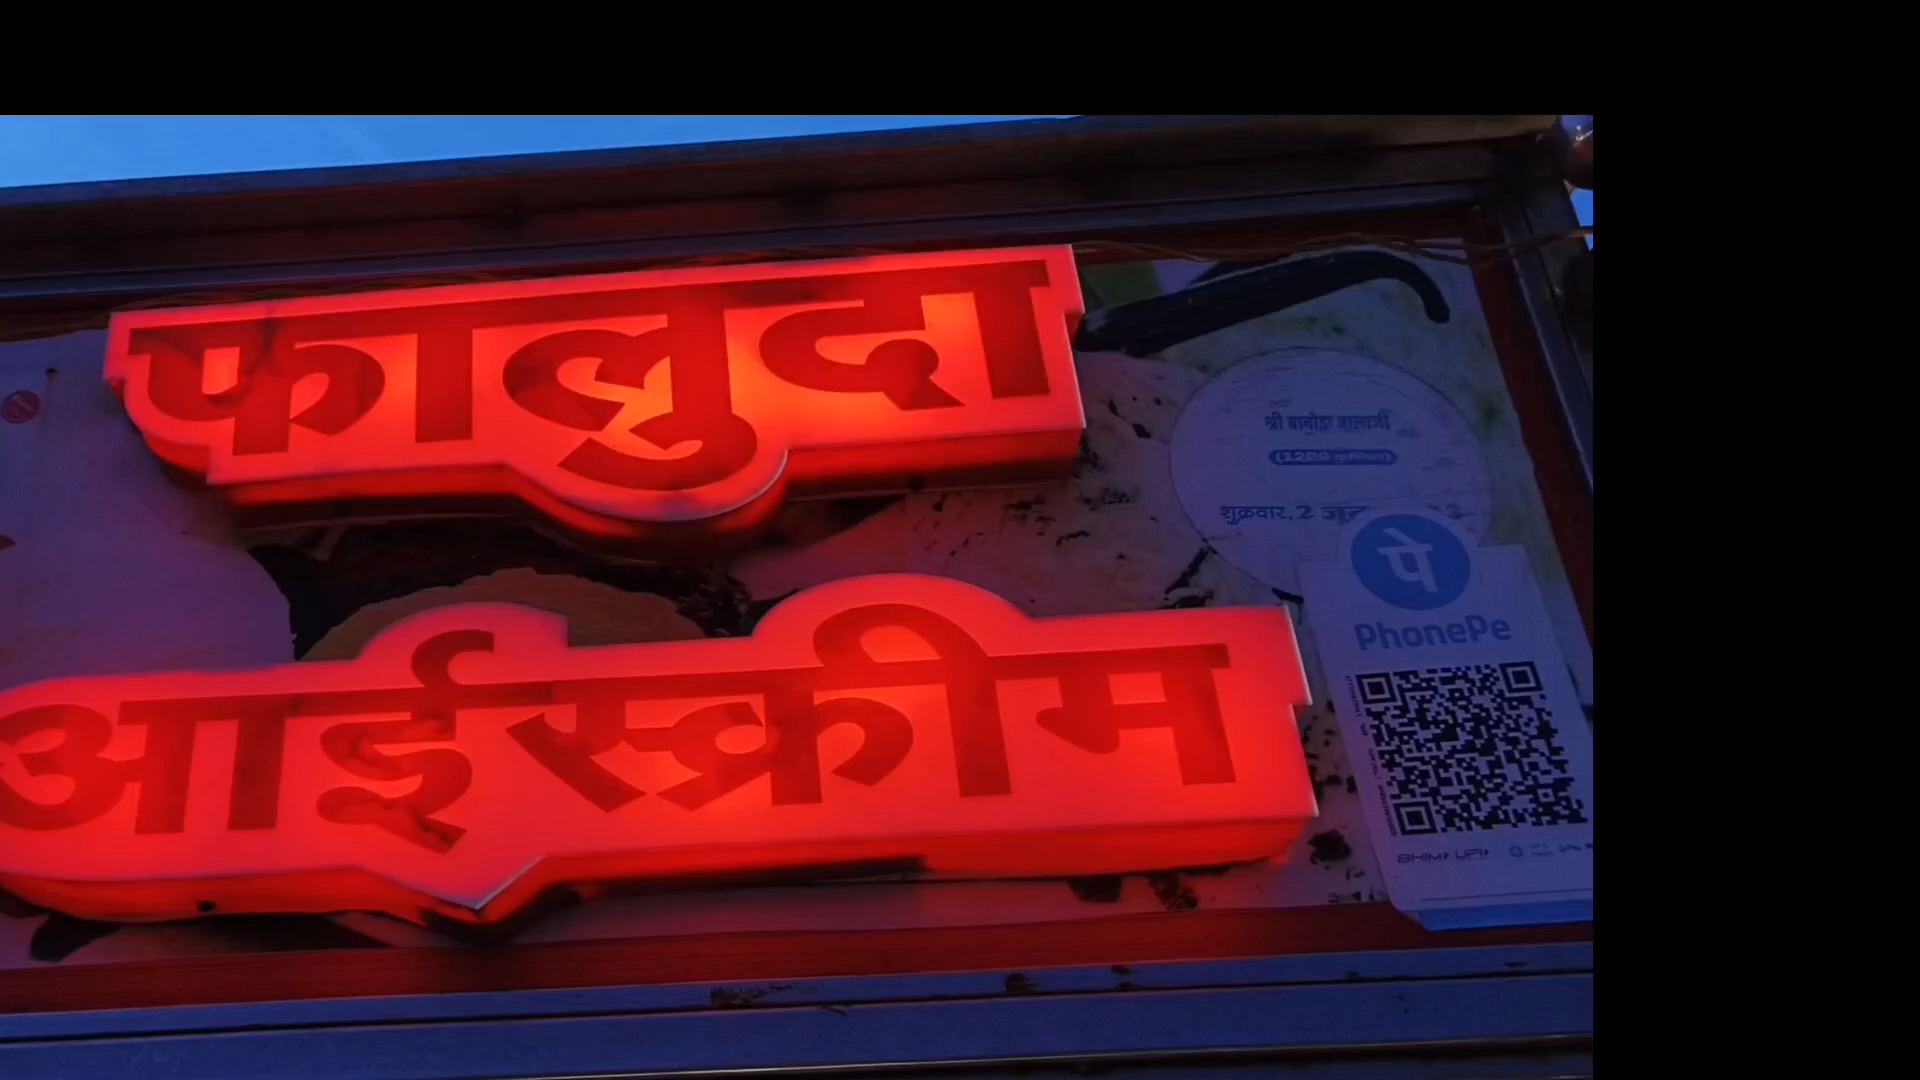 फालुदा
आईस्क्रीम
श्री
शुक्रवार, 2 जून
पे
PhonePe
BHIM UPI